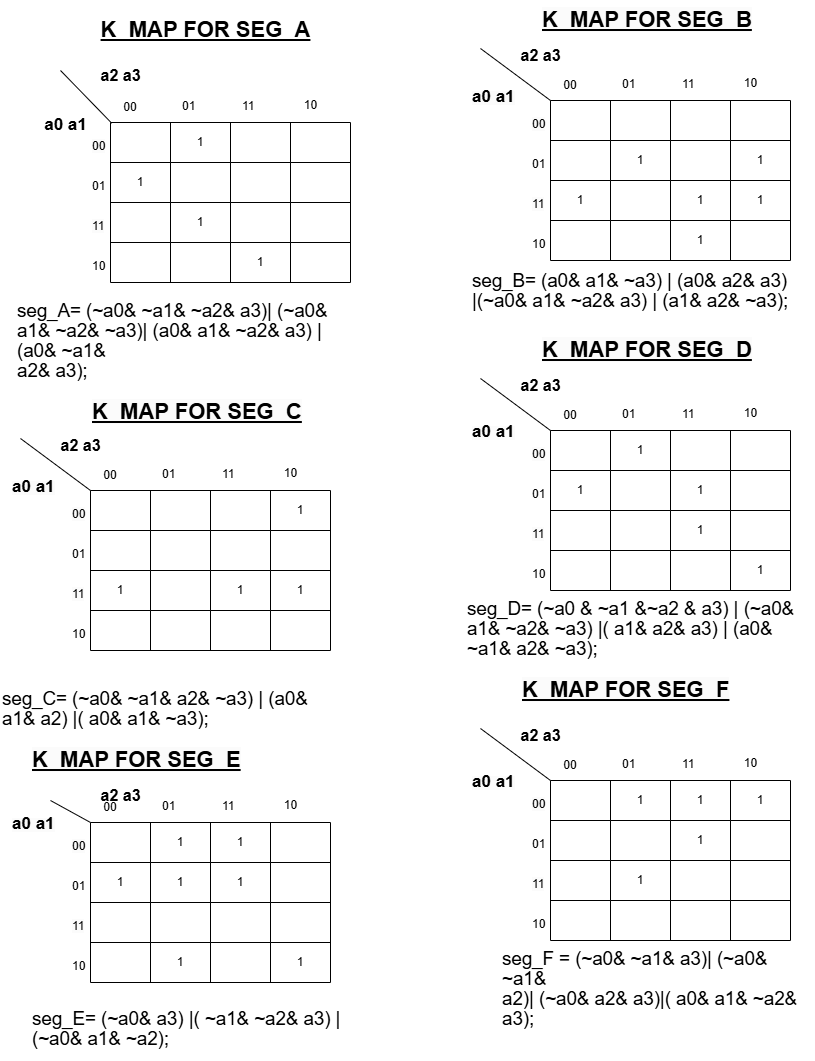 K MAP FOR SEG A
a2 a3
00 01 11 10
a0 a1
00 1
01 1
11 1
10 1
seg_A= (~a0& ~a1& ~a2& a3)| (~a0&
a1& ~a2& ~a3)| (a0& a1& ~a2& a3) |
(a0& ~a1&
a2& a3);
K MAP FOR SEG B
a2 a3
00 01 11 10
a0 a1
00
01 1 1
11 1 1 1
10 1
seg_B= (a0& a1& ~a3) | (a0& a2& a3)
|(~a0& a1& ~a2& a3) | (a1& a2& ~a3);
K MAP FOR SEG C
a2 a3
00 01 11 10
a0 a1
00 1
01
11 1 1 1
10
seg_C= (~a0& ~a1& a2& ~a3) | (a0&
a1& a2) |( a0& a1& ~a3);
K MAP FOR SEG D
a2 a3
00 01 11 10
a0 a1
00 1
01 1 1
11 1
10 1
seg_D= (~a0 & ~a1 &~a2 & a3) | (~a0&
a1& ~a2& ~a3) |( a1& a2& a3) | (a0&
~a1& a2& ~a3);
K MAP FOR SEG E
a2 a3
00 01 11 10
a0 a1
00 1 1
01 1 1 1
11
10 1 1
seg_E= (~a0& a3) |( ~a1& ~a2& a3) |
(~a0& a1& ~a2);
K MAP FOR SEG F
a2 a3
00 01 11 10
a0 a1
00 1 1 1
01 1
11 1
10
seg_F = (~a0& ~a1& a3)| (~a0&
~a1&
a2)| (~a0& a2& a3)|( a0& a1& ~a2&
a3);